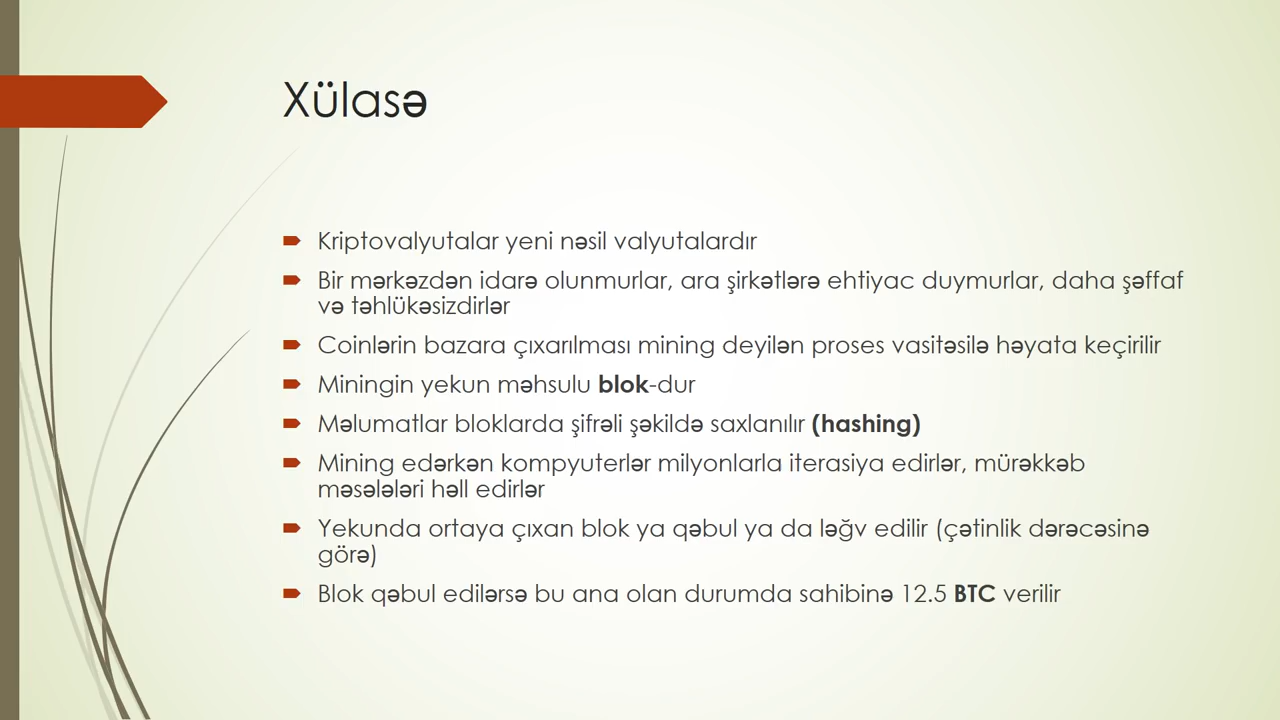 Xülasə
Kriptovalyutalar yeni nəsil valyutalardır
Bir mərkəzdən idarə olunmurlar, ara şirkətlərə ehtiyac duymurlar, daha şəffaf
və təhlükəsizdirlər
Coinlərin bazara çıxarılması mining deyilən proses vasitəsilə həyata keçirilir
Miningin yekun məhsulu blok-dur
Məlumatlar bloklarda şifrəli şəkildə saxlanılır (hashing)
Mining edərkən kompyuterlər milyonlarla iterasiya edirlər, mürəkkəb
məsələləri həll edirlər
Yekunda ortaya çıxan blok ya qəbul ya da ləğv edilir (çətinlik dərəcəsinə
görə)
Blok qəbul edilərsə bu ana olan durumda sahibinə 12.5 BTC verilir